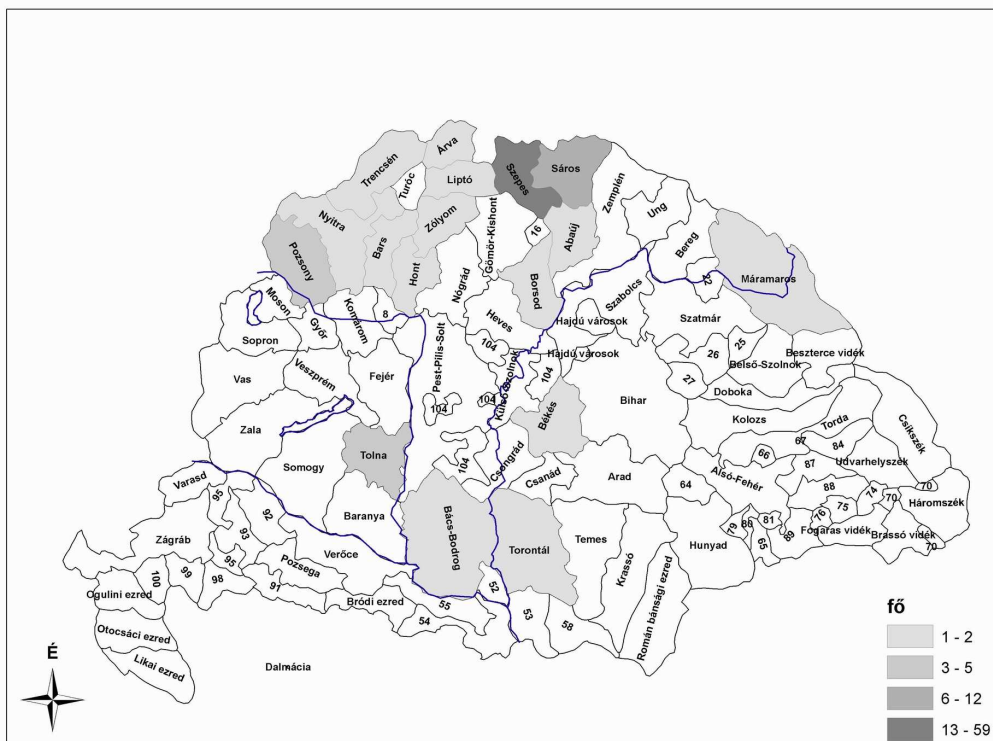 Árva
Trencsén
Turóc
Liptó
Szepes
Sáros
Zemplén
Ung
Nyitra
Bars
Zólyom
Gömör-Kishont
16
Abaúj
Bereg
Pozsony
Hont
Nógrád
Borsod
22
Máramaros
Moson
Győr
Komárom
8
Heves
Szabolcs
Hajdú városok
Szatmár
Sopron
Vas
Veszprém
Fejér
Pest-Pilis-Solt
104
Külső-Szolnok
Hajdú városok
104
26
25
Belső-Szolnok
Beszterce vidék
27
Doboka
Zala
Somogy
Tolna
104
104
Békés
Bihar
Kolozs
Torda
Csíkszék
67
66
84
Udvarhelyszék
104
Csongrád
Csanád
Arad
64
Alsó-Fehér
87
88
74
70
70
Háromszék
Varasd
95
92
93
Baranya
Bács-Bodrog
Torontál
Temes
Krassó
Hunyad
79
80
81
65
89
76
75
Fogaras vidék
Brassó vidék
70
Zágráb
95
Verőce
Pozsega
100
99
98
91
Ogulini ezred
Bródi ezred
55
54
52
53
58
Román bánsági ezred
Otocsáci ezred
Likai ezred
Dalmácia
É
fő
1 - 2
3 - 5
6 - 12
13 - 59